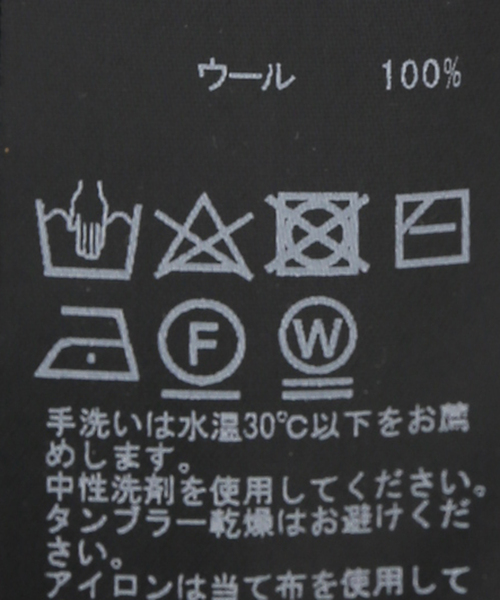 ウール 100%
F W
手洗いは水温30℃以下をお薦
めします。
中性洗剤を使用してください。
タンブラー乾燥はお避けくだ
さい。
アイロンは当て布を使用して